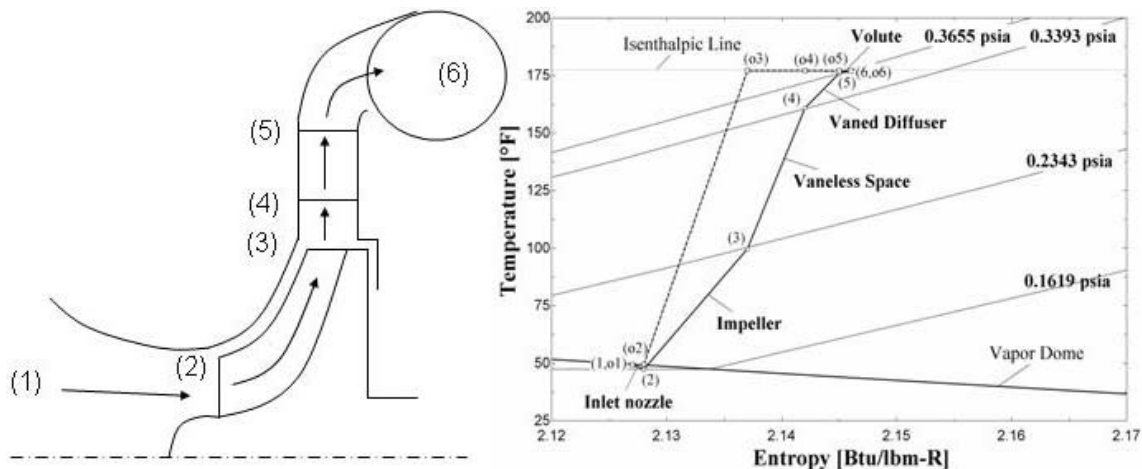 (6)
(5)
(4)
(3)
(2)
(1)
Temperature [°F]
200
175
150
125
100
75
50
25
Isenthalpic Line
Volute
0.3655 psia
0.3393 psia
(o3)
(o4)
(o5)
(6,o6)
(5)
(4)
Vaned Diffuser
Vaneless Space
0.2343 psia
(3)
Impeller
0.1619 psia
(o2)
(1,o1)
(2)
Inlet nozzle
Vapor Dome
2.12
2.13
2.14
2.15
2.16
2.17
Entropy [Btu/lbm-R]